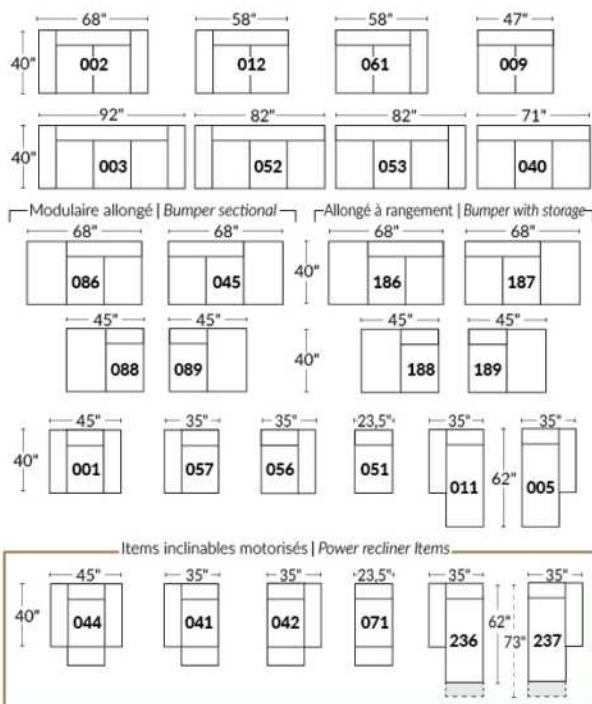 68" 58" 58" 47"
40" 002 012 061 009
92" 82" 82" 71"
40" 003 052 053 040
Modulaire allongé | Bumper sectional Allongé à rangement | Bumper with storage
68" 68" 68" 68"
086 045 40" 186 187
45" 45" 45" 45"
088 089 40" 188 189
45" 35" 35" 23,5" 35" 35"
40" 001 057 056 051 011 62" 005
Items inclinables motorisés | Power recliner Items
45" 35" 35" 23,5" 35" 35"
40" 044 041 042 071 236 62" 73" 237